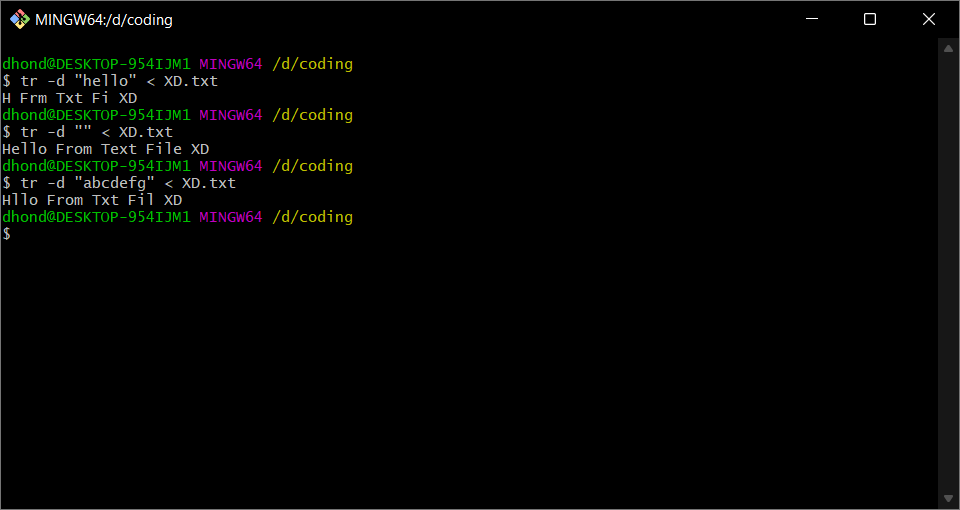 MINGW64:/d/coding
dhond@DESKTOP-954IJM1 MINGW64 /d/coding
$ tr -d "hello" < XD.txt
H Frm Txt Fi XD
dhond@DESKTOP-954IJM1 MINGW64 /d/coding
$ tr -d "" < XD.txt
Hello From Text File XD
dhond@DESKTOP-954IJM1 MINGW64 /d/coding
$ tr -d "abcdefg" < XD.txt
Hllo From Txt Fil XD
dhond@DESKTOP-954IJM1 MINGW64 /d/coding
$